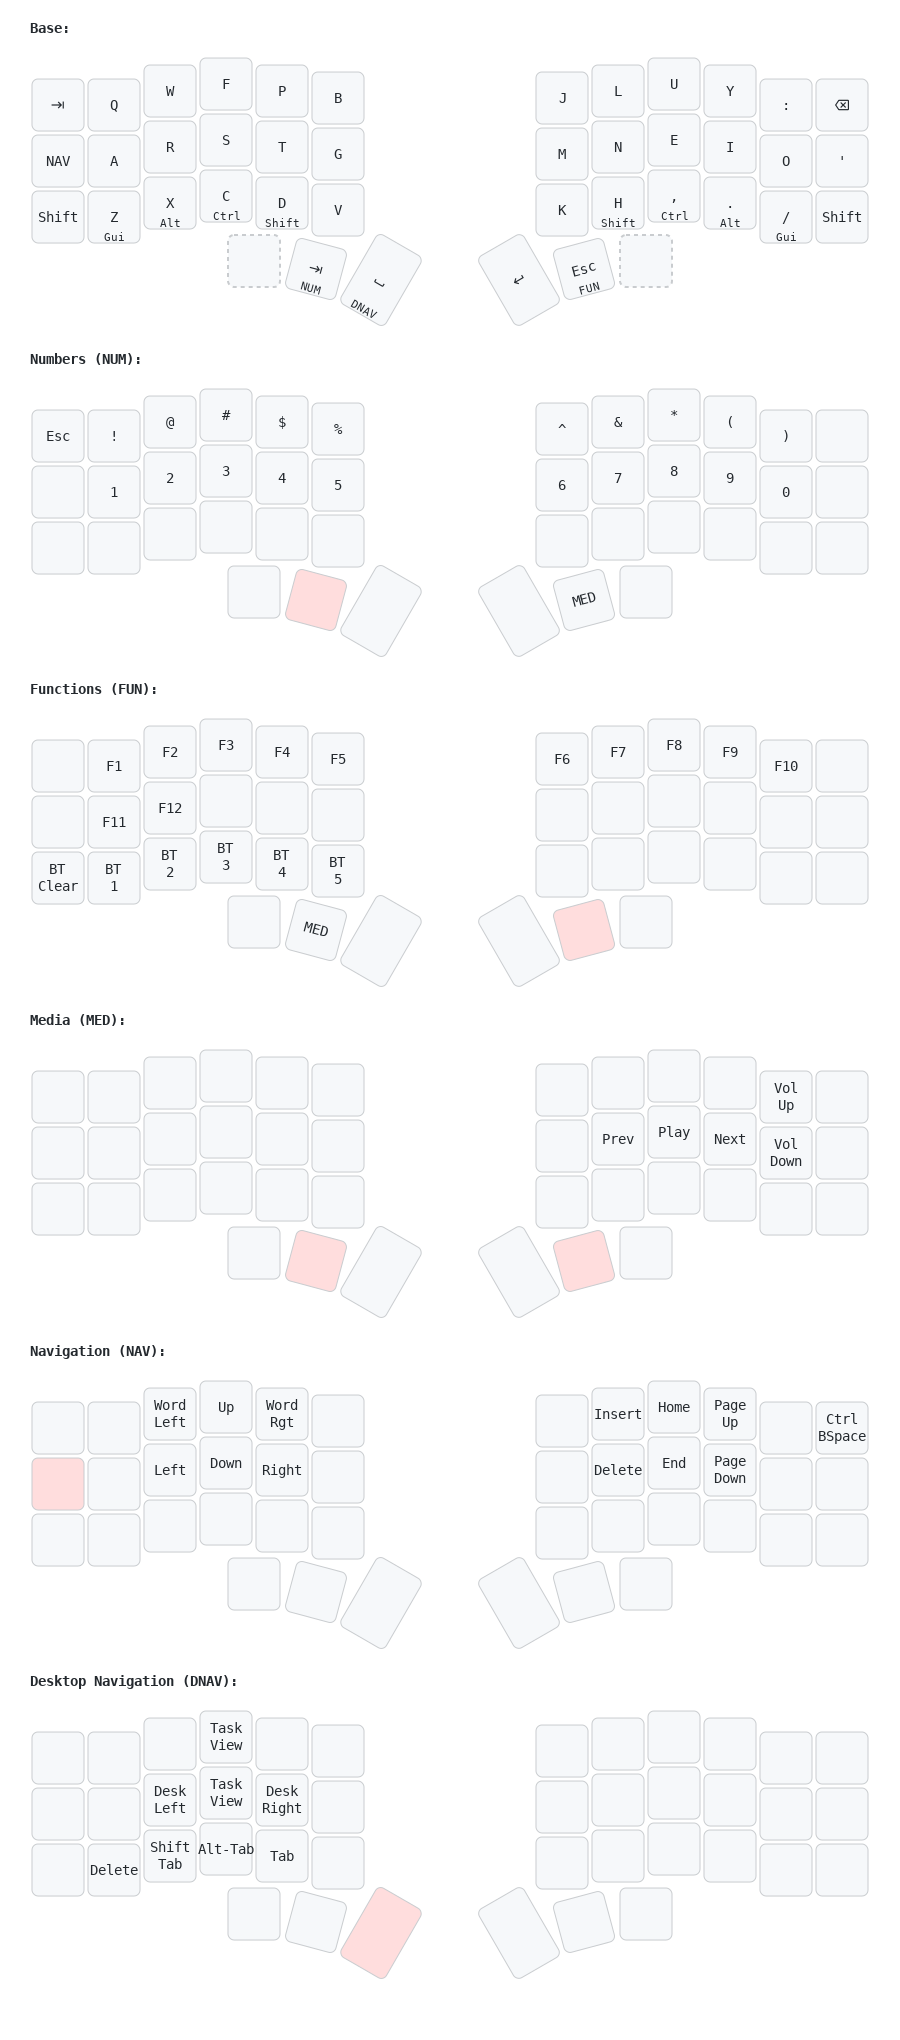 Base:
⇥ Q W F P B J L U Y : ⌫
NAV A R S T G M N E I O '
Shift Z X C D V K H , . / Shift
Gui Alt Ctrl Shift Shift Ctrl Alt Gui
⇥ ⎵ ↵ Esc
NUM DNAV FUN
Numbers (NUM):
Esc ! @ # $ % ^ & * ( )
1 2 3 4 5 6 7 8 9 0
MED
Functions (FUN):
F1 F2 F3 F4 F5 F6 F7 F8 F9 F10
F11 F12
BT Clear BT 1 BT 2 BT 3 BT 4 BT 5
MED
Media (MED):
Vol Up
Prev Play Next Vol Down
Navigation (NAV):
Word Left Up Word Rgt Insert Home Page Up Ctrl BSpace
Left Down Right Delete End Page Down
Desktop Navigation (DNAV):
Task View
Desk Left Task View Desk Right
Delete Shift Tab Alt-Tab Tab